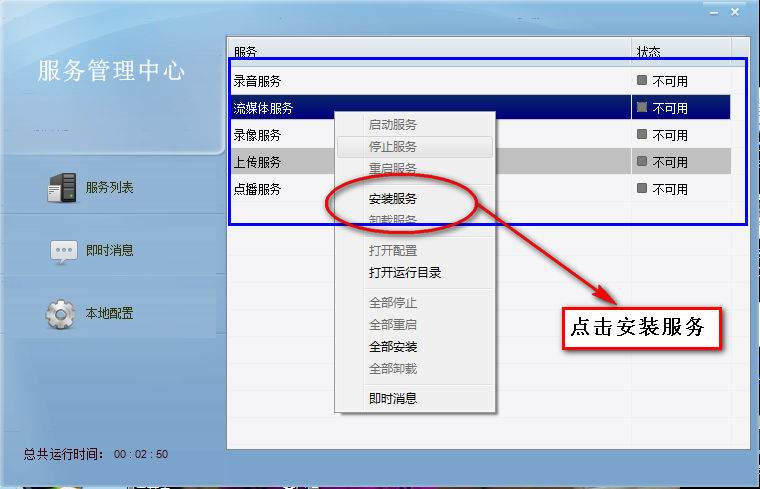 服务管理中心
服务列表
即时消息
本地配置
总共运行时间： 00 : 02 : 50
服务 状态
录音服务 不可用
流媒体服务 不可用
录像服务 不可用
上传服务 不可用
点播服务 不可用
启动服务
停止服务
重启服务
安装服务
卸载服务
打开配置
打开运行目录
全部停止
全部重启
全部安装
全部卸载
即时消息
点击安装服务